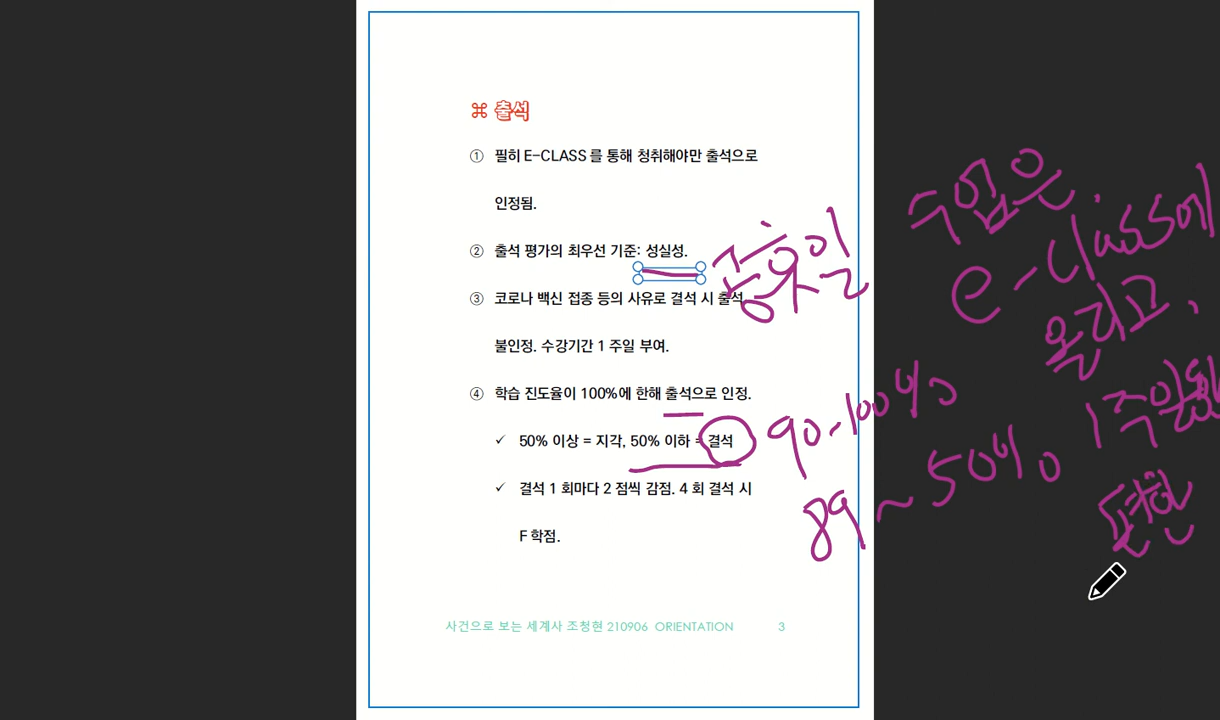 ⌘ 출석
① 필히 E-CLASS 를 통해 청취해야만 출석으로
인정됨.
② 출석 평가의 최우선 기준: 성실성.
③ 코로나 백신 접종 등의 사유로 결석 시 출석
불인정. 수강기간 1 주일 부여.
④ 학습 진도율이 100%에 한해 출석으로 인정.
✓ 50% 이상 = 지각, 50% 이하 = 결석
✓ 결석 1 회마다 2 점씩 감점. 4 회 결석 시
F 학점.
사건으로 보는 세계사 조청현 210906 ORIENTATION 3
수업은
e-class에
올리고,
1주일
90-100%
89 ~50%